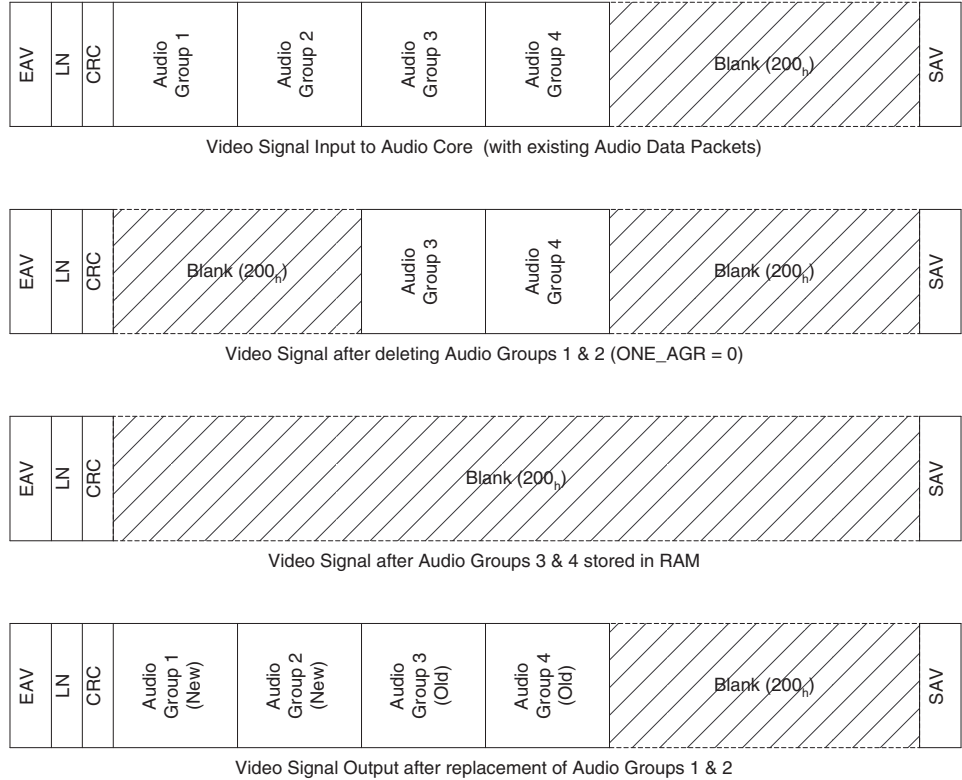 EAV
LN
CRC
Audio
Group 1
Audio
Group 2
Audio
Group 3
Audio
Group 4
Blank (200h)
SAV
Video Signal Input to Audio Core (with existing Audio Data Packets)
EAV
LN
CRC
Blank (200h)
Audio
Group 3
Audio
Group 4
Blank (200h)
SAV
Video Signal after deleting Audio Groups 1 & 2 (ONE_AGR = 0)
EAV
LN
CRC
Blank (200h)
SAV
Video Signal after Audio Groups 3 & 4 stored in RAM
EAV
LN
CRC
Audio
Group 1
(New)
Audio
Group 2
(New)
Audio
Group 3
(Old)
Audio
Group 4
(Old)
Blank (200h)
SAV
Video Signal Output after replacement of Audio Groups 1 & 2